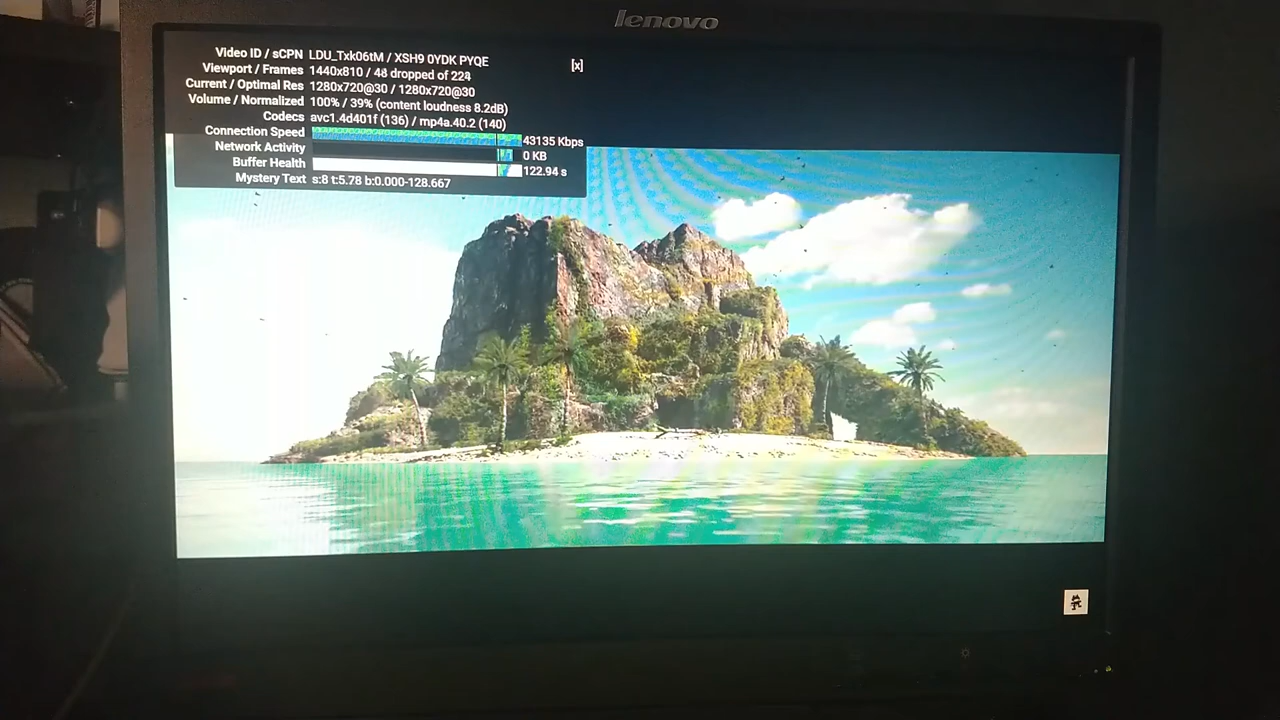 lenovo
Video ID / sCPN LDU_Txk06tM / XSH9 0YDK PYQE
[x]
Viewport / Frames 1440x810 / 48 dropped of 224
Current / Optimal Res 1280x720@30 / 1280x720@30
Volume / Normalized 100% / 39% (content loudness 8.2dB)
Codecs avc1.4d401f (136) / mp4a.40.2 (140)
Connection Speed 43135 Kbps
Network Activity 0 KB
Buffer Health 122.94 s
Mystery Text s:8 t:5.78 b:0.000-128.667